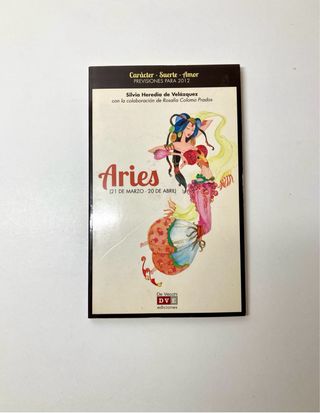 Carácter - Suerte - Amor
PREVISIONES PARA 2012
Silvia Heredia de Velázquez
con la colaboración de Rosalía Coloma Prados
Aries
(21 DE MARZO - 20 DE ABRIL)
De Vecchi
DVE
ediciones